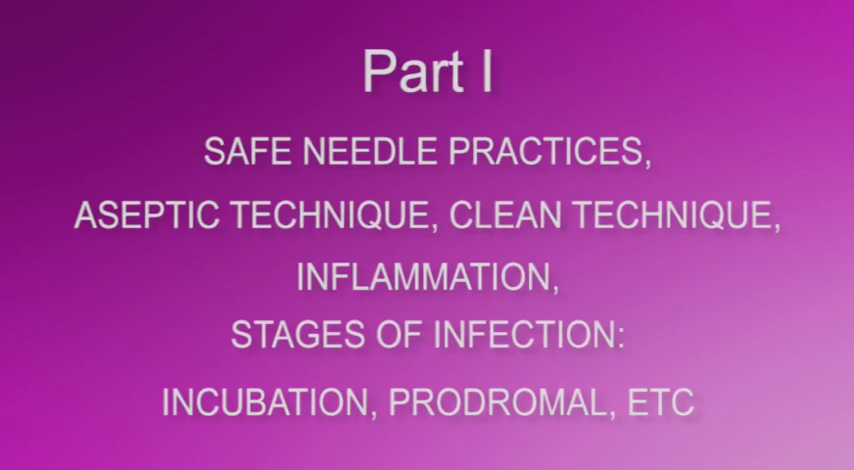 Part I
SAFE NEEDLE PRACTICES,
ASEPTIC TECHNIQUE, CLEAN TECHNIQUE,
INFLAMMATION,
STAGES OF INFECTION:
INCUBATION, PRODROMAL, ETC